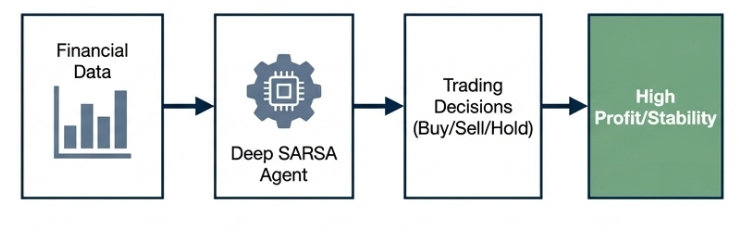 Financial
Data
Deep SARSA
Agent
Trading
Decisions
(Buy/Sell/Hold)
High
Profit/Stability